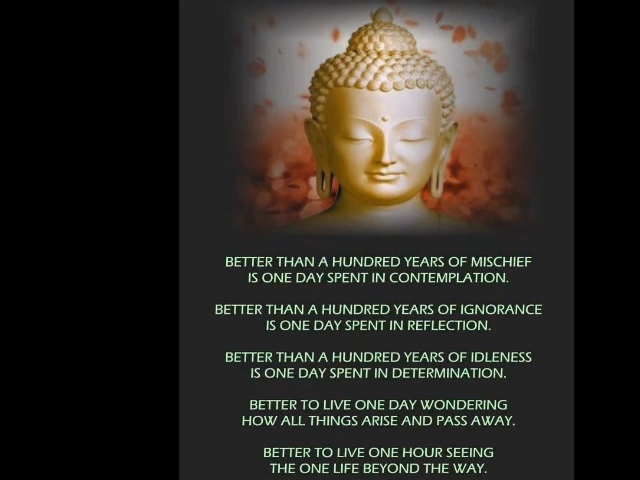 BETTER THAN A HUNDRED YEARS OF MISCHIEF
IS ONE DAY SPENT IN CONTEMPLATION.
BETTER THAN A HUNDRED YEARS OF IGNORANCE
IS ONE DAY SPENT IN REFLECTION.
BETTER THAN A HUNDRED YEARS OF IDLENESS
IS ONE DAY SPENT IN DETERMINATION.
BETTER TO LIVE ONE DAY WONDERING
HOW ALL THINGS ARISE AND PASS AWAY.
BETTER TO LIVE ONE HOUR SEEING
THE ONE LIFE BEYOND THE WAY.